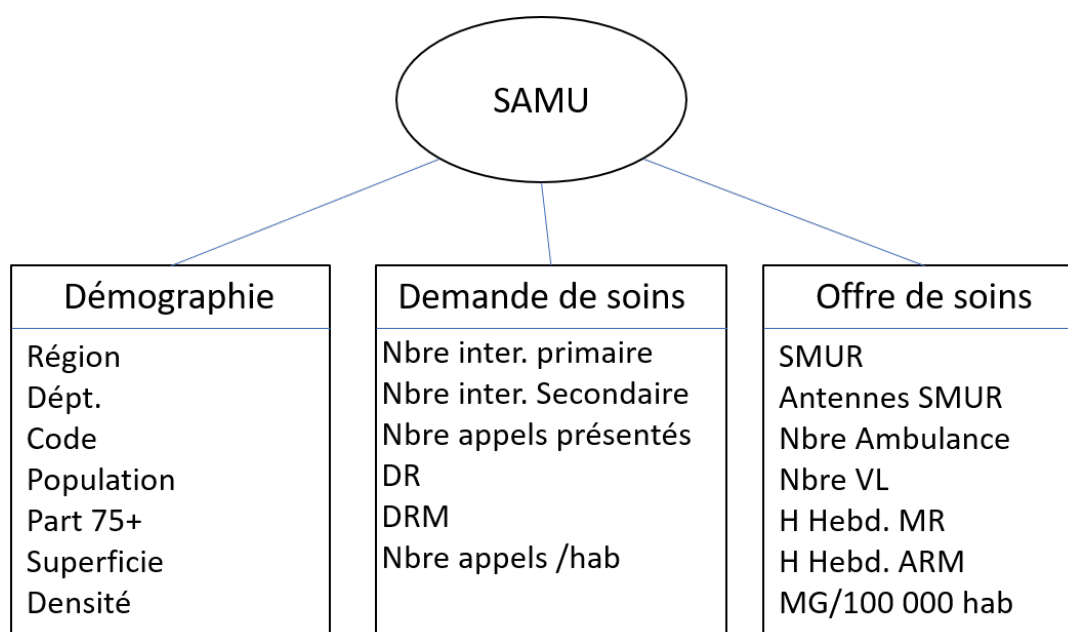 SAMU
Démographie
Région
Dépt.
Code
Population
Part 75+
Superficie
Densité
Demande de soins
Nbre inter. primaire
Nbre inter. Secondaire
Nbre appels présentés
DR
DRM
Nbre appels /hab
Offre de soins
SMUR
Antennes SMUR
Nbre Ambulance
Nbre VL
H Hebd. MR
H Hebd. ARM
MG/100 000 hab